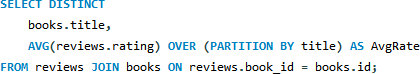 SELECT DISTINCT
books.title,
AVG(reviews.rating) OVER (PARTITION BY title) AS AvgRate
FROM reviews JOIN books ON reviews.book_id = books.id;